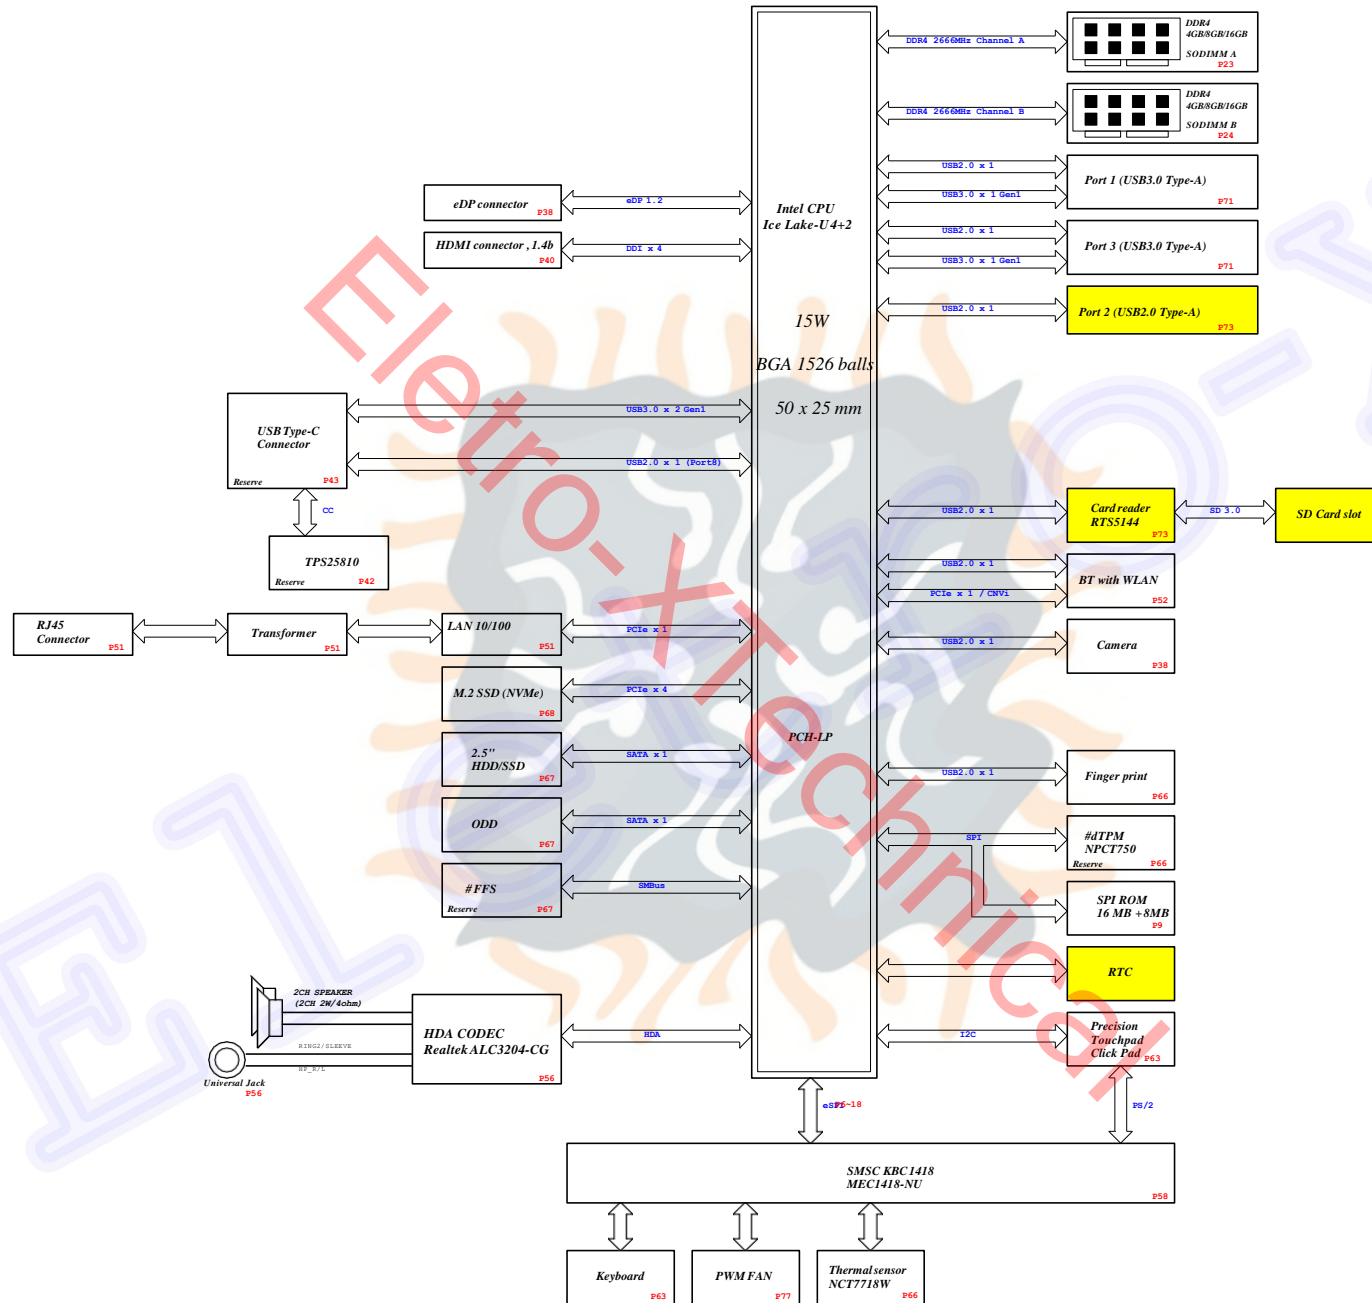 DDR4 2666MHz Channel A
DDR4
4GB/8GB/16GB
SODIMM A
P23
DDR4 2666MHz Channel B
DDR4
4GB/8GB/16GB
SODIMM B
P24
USB2.0 x 1
USB3.0 x 1 Gen1
Port 1 (USB3.0 Type-A)
P71
USB2.0 x 1
USB3.0 x 1 Gen1
Port 3 (USB3.0 Type-A)
P71
USB2.0 x 1
Port 2 (USB2.0 Type-A)
P73
eDP connector
P38
eDP 1.2
HDMI connector , 1.4b
P40
DDI x 4
Intel CPU
Ice Lake-U 4+2
15W
BGA 1526 balls
50 x 25 mm
PCH-LP
USB Type-C
Connector
Reserve
P43
USB3.0 x 2 Gen1
USB2.0 x 1 (Port8)
CC
TPS25810
Reserve
P42
USB2.0 x 1
Card reader
RTS5144
P73
SD 3.0
SD Card slot
USB2.0 x 1
PCIe x 1 / CNVi
BT with WLAN
P52
USB2.0 x 1
Camera
P38
RJ45
Connector
P51
Transformer
P51
LAN 10/100
P51
PCIe x 1
M.2 SSD (NVMe)
P68
PCIe x 4
2.5"
HDD/SSD
P67
SATA x 1
ODD
P67
SATA x 1
#FFS
Reserve
P67
SMBus
USB2.0 x 1
Finger print
P66
SPI
#dTPM
NPCT750
Reserve
P66
SPI ROM
16 MB +8MB
P9
RTC
I2C
Precision
Touchpad
Click Pad
P63
PS/2
2CH SPEAKER
(2CH 2W/4ohm)
RING2/SLEEVE
HP_R/L
Universal Jack
P56
HDA CODEC
Realtek ALC3204-CG
P56
HDA
eSPI
P6~18
SMSC KBC1418
MEC1418-NU
P58
Keyboard
P63
PWM FAN
P77
Thermal sensor
NCT7718W
P66
Eletro-XTechnical